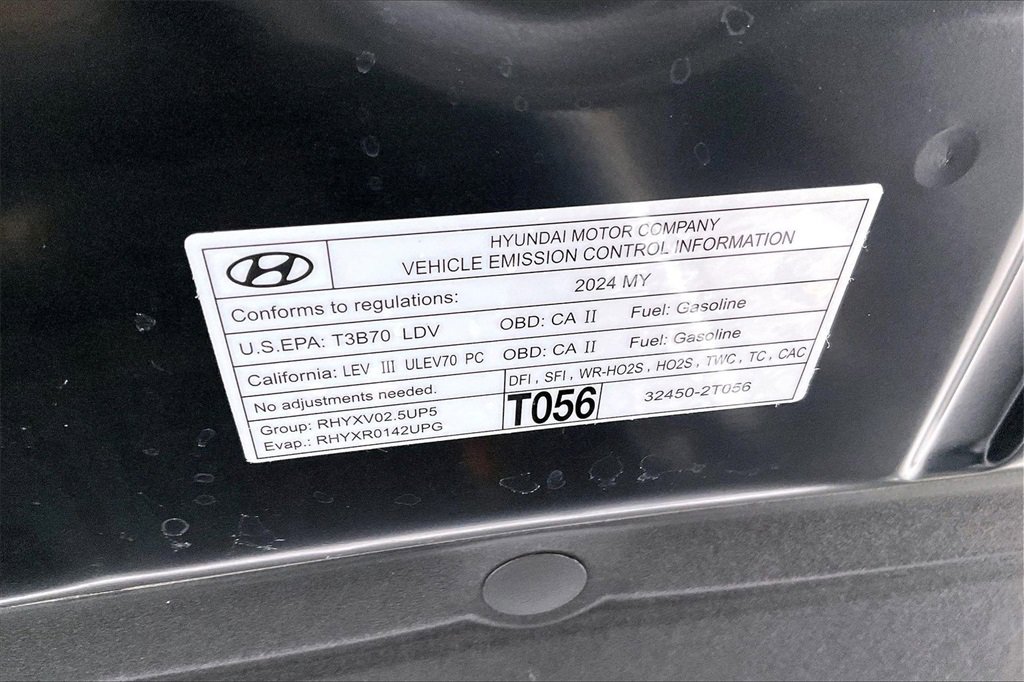 HYUNDAI MOTOR COMPANY
VEHICLE EMISSION CONTROL INFORMATION
Conforms to regulations: 2024 MY
U.S.EPA: T3B70 LDV OBD: CA II Fuel: Gasoline
California: LEV III ULEV70 PC OBD: CA II Fuel: Gasoline
No adjustments needed. DFI , SFI , WR-HO2S , HO2S , TWC , TC , CAC
Group: RHYXV02.5UP5 T056 32450-2T056
Evap.: RHYXR0142UPG